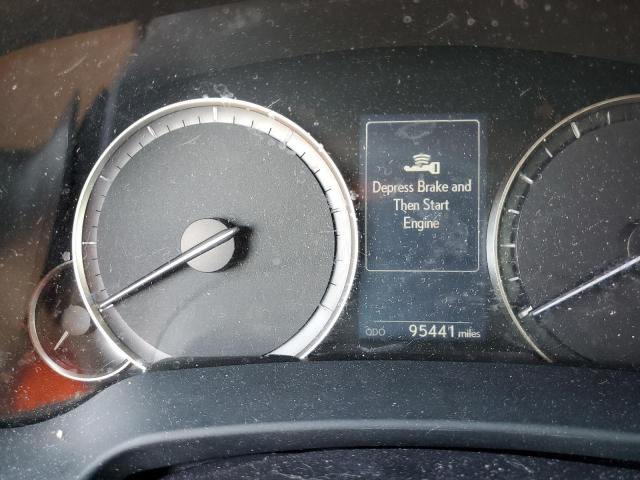 Depress Brake and
Then Start
Engine
ODO 95441 miles